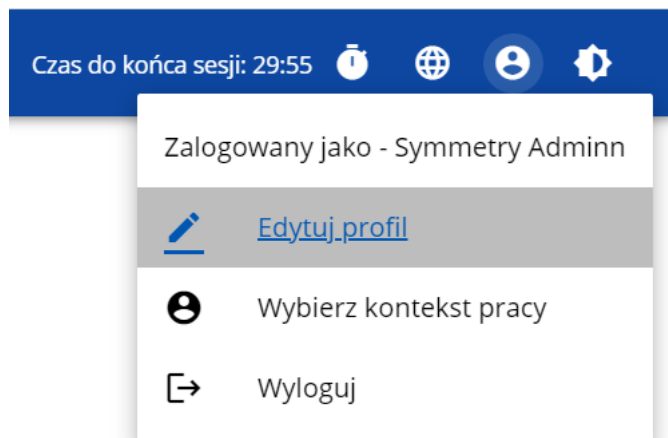 Czas do końca sesji: 29:55
Zalogowany jako - Symmetry Adminn
Edytuj profil
Wybierz kontekst pracy
Wyloguj